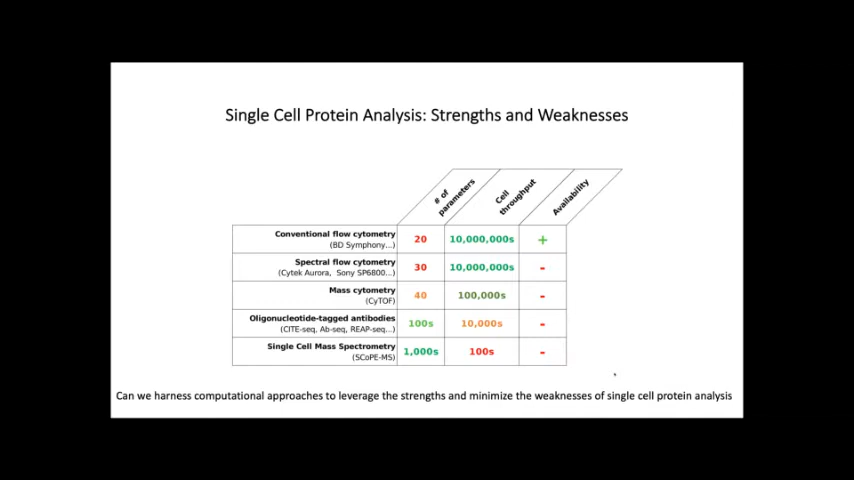 Single Cell Protein Analysis: Strengths and Weaknesses
# of parameters
Cell throughput
Availability
Conventional flow cytometry
(BD Symphony...)
20
10,000,000s
+
Spectral flow cytometry
(Cytek Aurora, Sony SP6800...)
30
10,000,000s
-
Mass cytometry
(CyTOF)
40
100,000s
-
Oligonucleotide-tagged antibodies
(CITE-seq, Ab-seq, REAP-seq...)
100s
10,000s
-
Single Cell Mass Spectrometry
(SCoPE-MS)
1,000s
100s
-
Can we harness computational approaches to leverage the strengths and minimize the weaknesses of single cell protein analysis